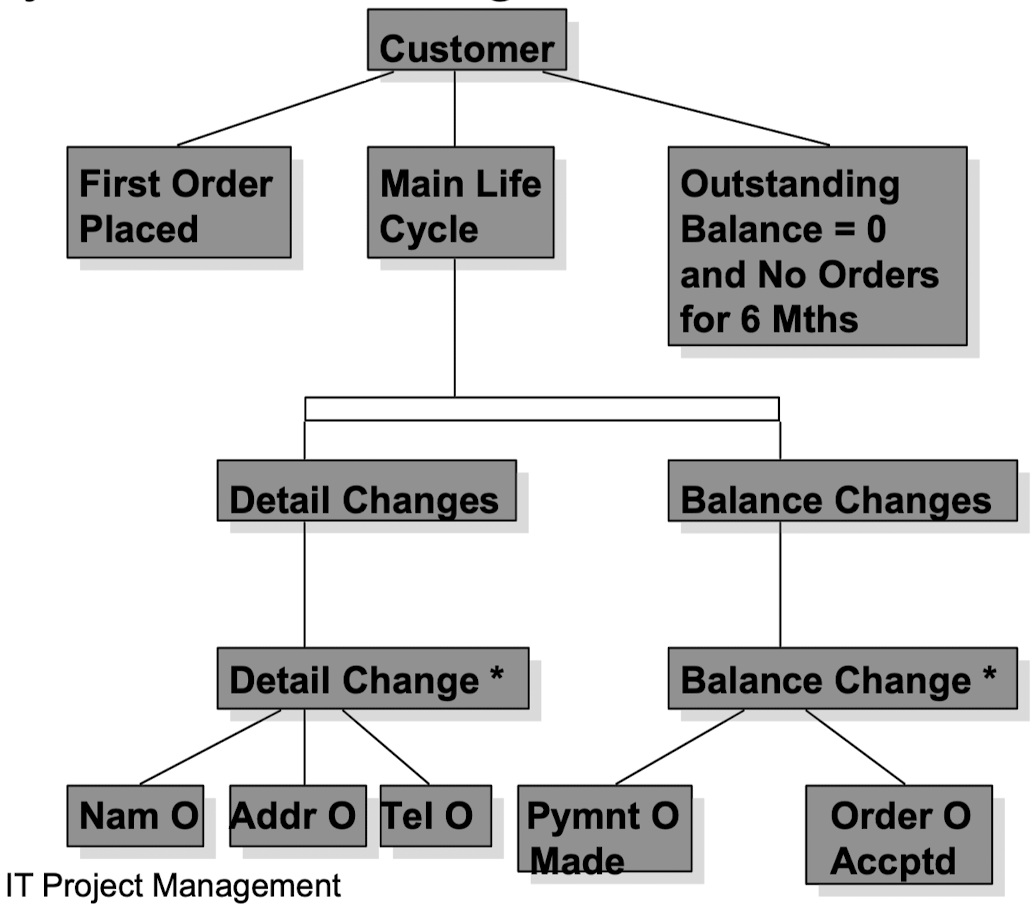 Customer
First Order
Placed
Main Life
Cycle
Outstanding
Balance = 0
and No Orders
for 6 Mths
Detail Changes
Balance Changes
Detail Change *
Balance Change *
Nam O
Addr O
Tel O
Pymnt O
Made
Order O
Accptd
IT Project Management